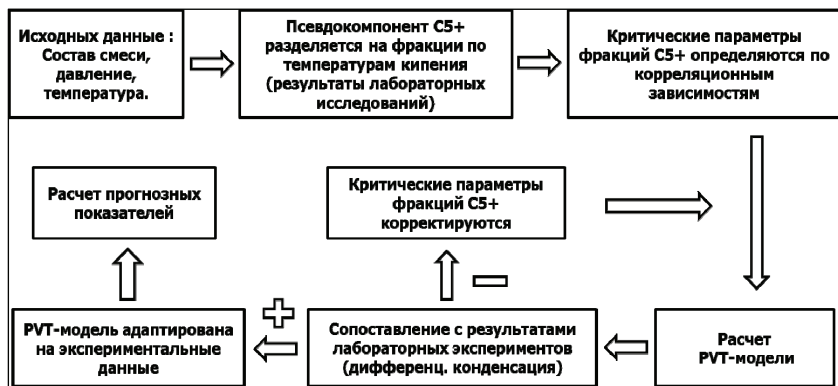 Исходных данные :
Состав смеси,
давление,
температура.
Псевдокомпонент С5+
разделяется на фракции по
температурам кипения
(результаты лабораторных
исследований)
Критические параметры
фракций С5+ определяются по
корреляционным
зависимостям
Расчет прогнозных
показателей
Критические параметры
фракций С5+
корректируются
PVT-модель адаптирована
на экспериментальные
данные
Сопоставление с результатами
лабораторных экспериментов
(дифференц. конденсация)
Расчет
PVT-модели